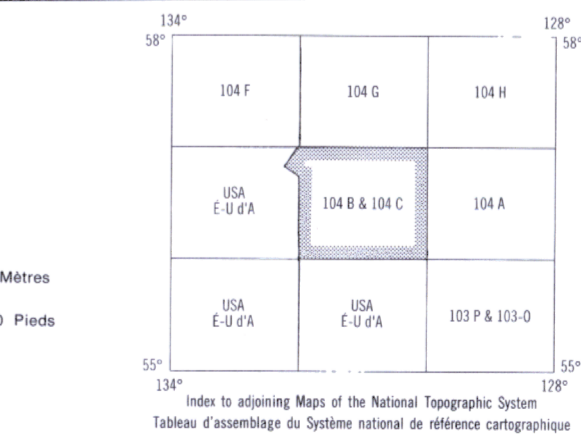 134°
128°
58°
58°
104 F
104 G
104 H
USA
É-U d'A
104 B & 104 C
104 A
Mètres
Pieds
USA
É-U d'A
USA
É-U d'A
103 P & 103-0
55°
55°
134°
128°
Index to adjoining Maps of the National Topographic System
Tableau d'assemblage du Système national de référence cartographique